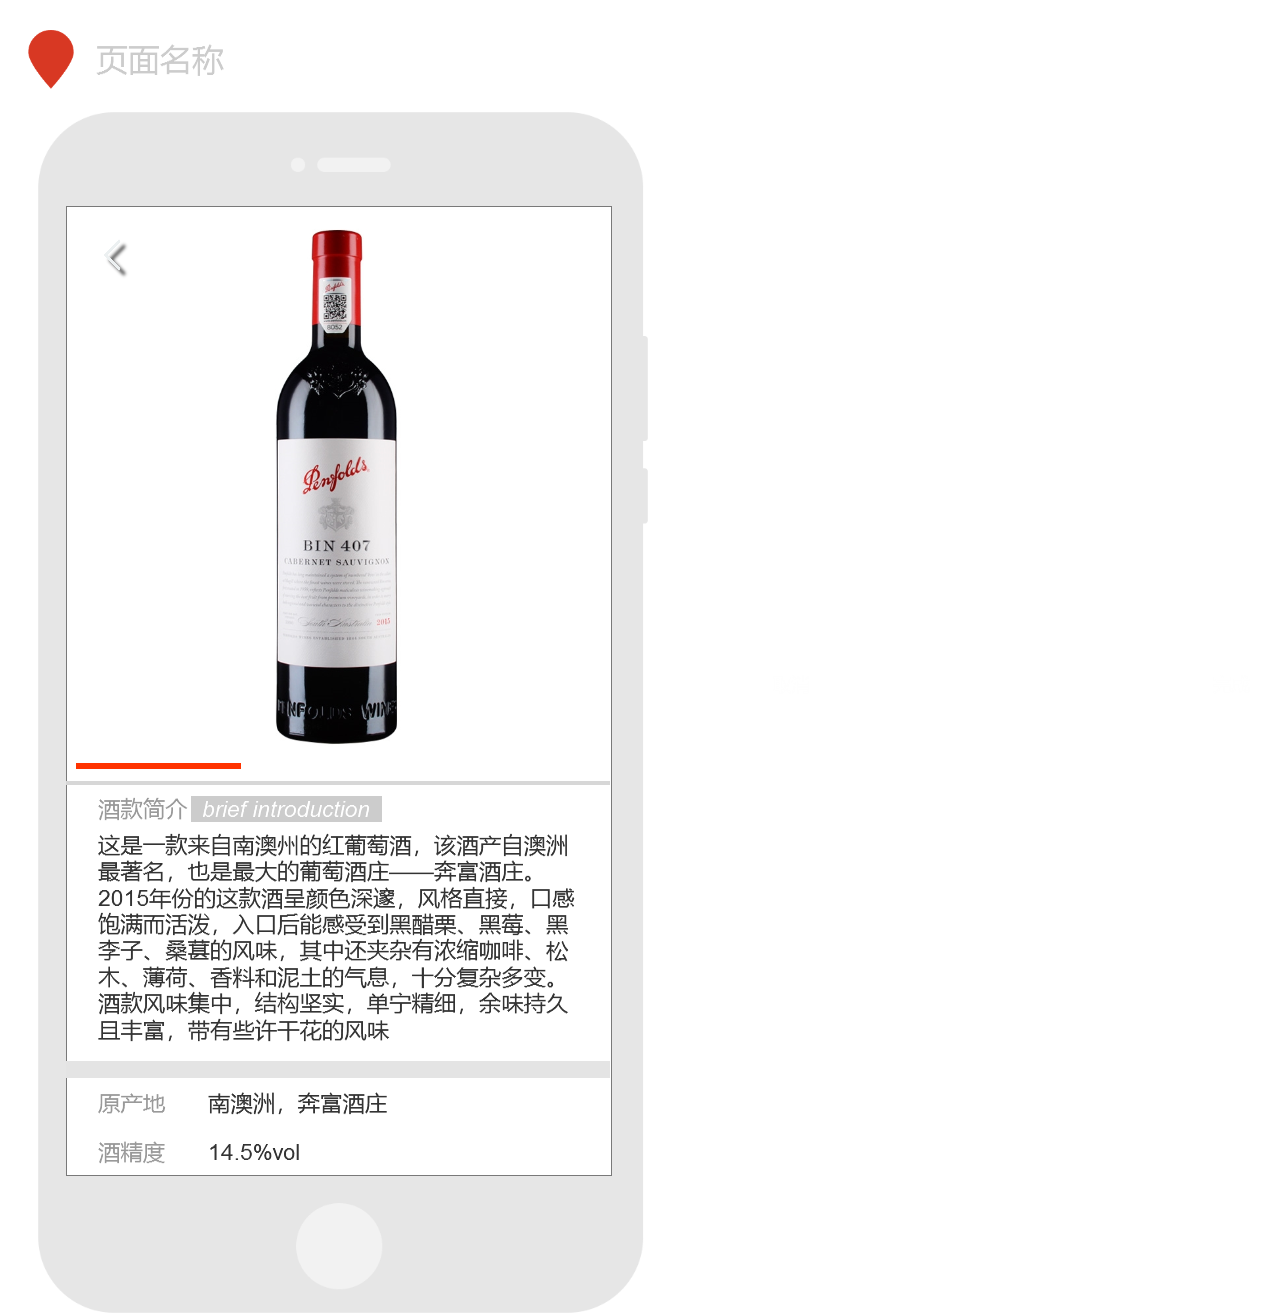 页面名称
Penfolds
8052
Penfolds
BIN 407
CABERNET SAUVIGNON
2015
酒款简介 brief introduction
这是一款来自南澳州的红葡萄酒，该酒产自澳洲
最著名，也是最大的葡萄酒庄——奔富酒庄。
2015年份的这款酒呈颜色深邃，风格直接，口感
饱满而活泼，入口后能感受到黑醋栗、黑莓、黑
李子、桑葚的风味，其中还夹杂有浓缩咖啡、松
木、薄荷、香料和泥土的气息，十分复杂多变。
酒款风味集中，结构坚实，单宁精细，余味持久
且丰富，带有些许干花的风味
原产地 南澳洲，奔富酒庄
酒精度 14.5%vol